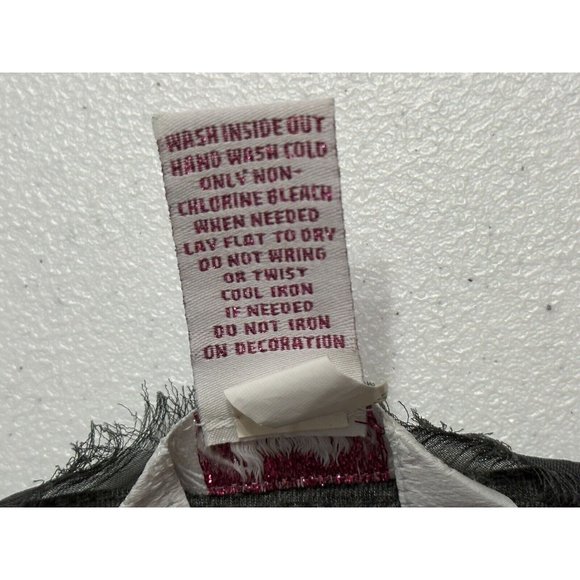 WASH INSIDE OUT
HAND WASH COLD
ONLY NON-
CHLORINE BLEACH
WHEN NEEDED
LAY FLAT TO DRY
DO NOT WRING
OR TWIST
COOL IRON
IF NEEDED
DO NOT IRON
ON DECORATION